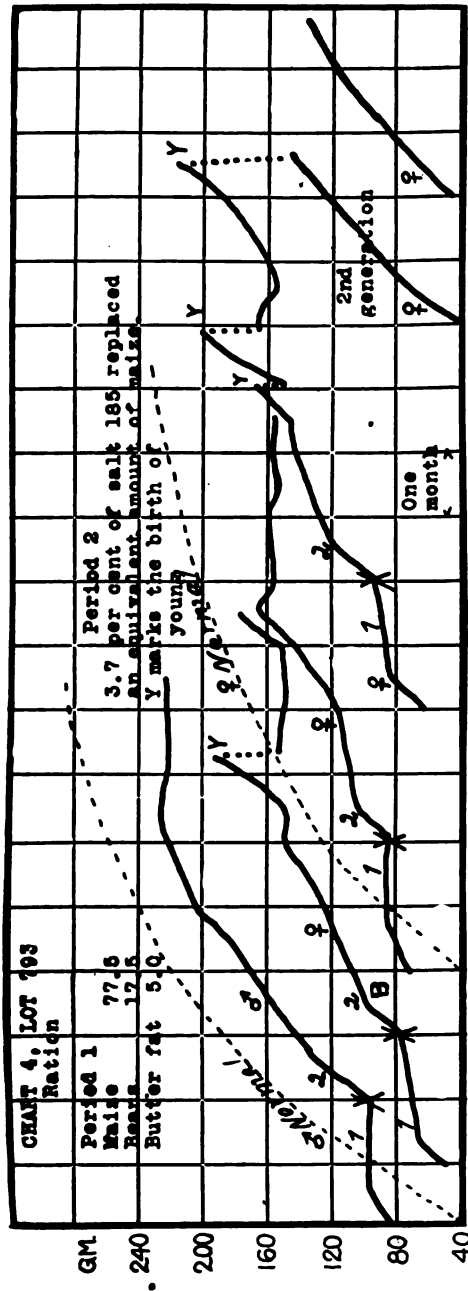 CHART 4, LOT 793
Ration
Period 1
Maize 77.5
Beans 17.5
Butter fat 5.0
Period 2
3.7 per cent of salt 185 replaced
an equivalent amount of maize.
Y marks the birth of
young
GM.
240
200
160
120
80
40
♂ Normal
♀ Normal
1
2
♂
1
2
B
♀
Y
1
2
♀
♀
1
2
Y
Y
Y
One
month
2nd
generation
♀
♀